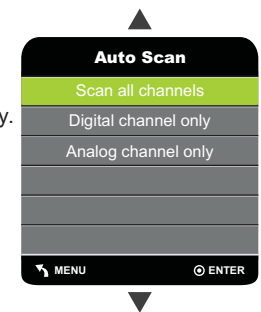 Auto Scan
Scan all channels
y.
Digital channel only
Analog channel only
MENU ENTER